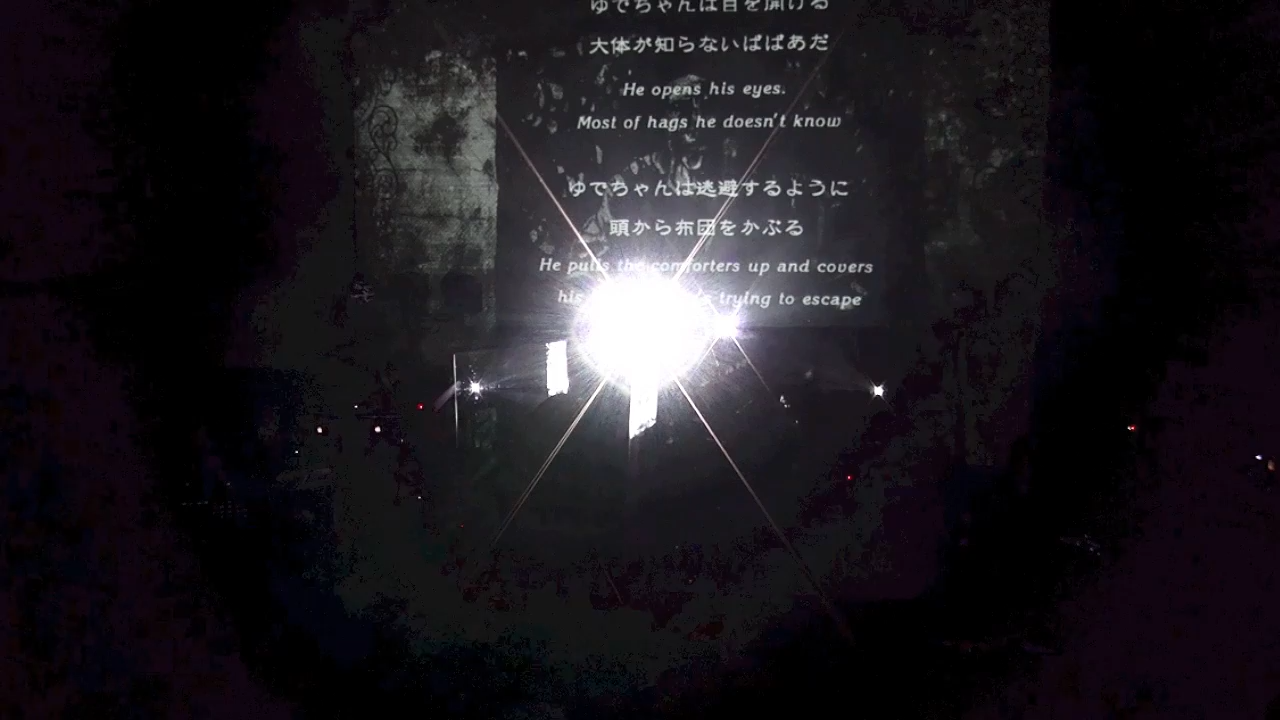 ゆでちゃんは目を開ける
大体が知らないばばあだ
He opens his eyes.
Most of hags he doesn't know
ゆでちゃんは逃避するように
頭から布団をかぶる
He pulls the comforters up and covers
his trying to escape